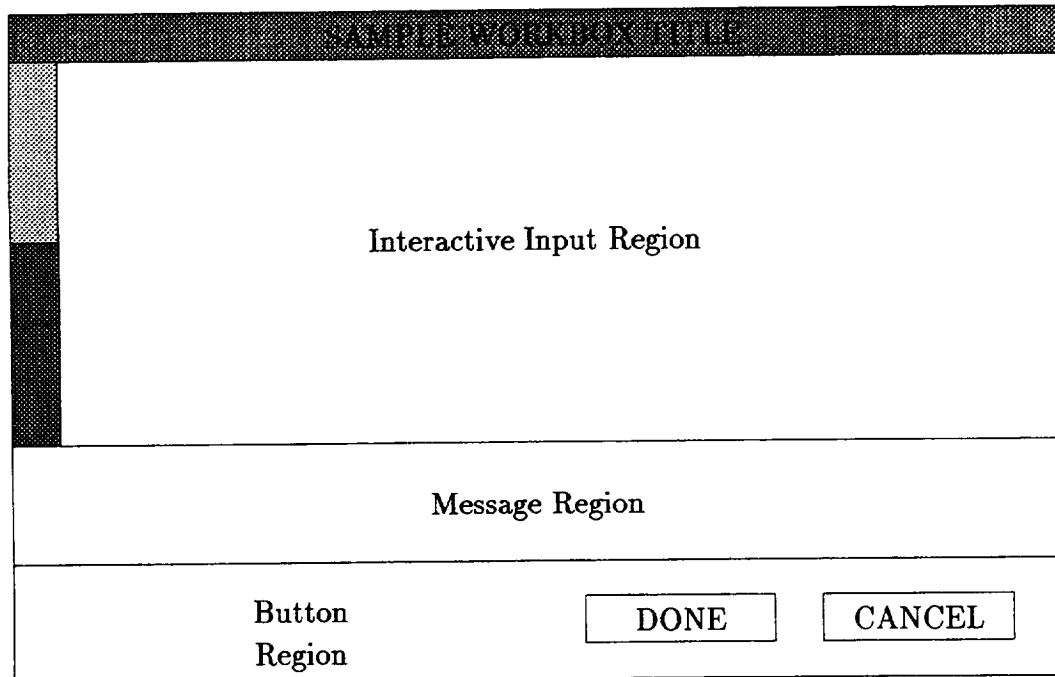 SAMPLE WORKBOX TITLE
Interactive Input Region
Message Region
Button
Region
DONE
CANCEL